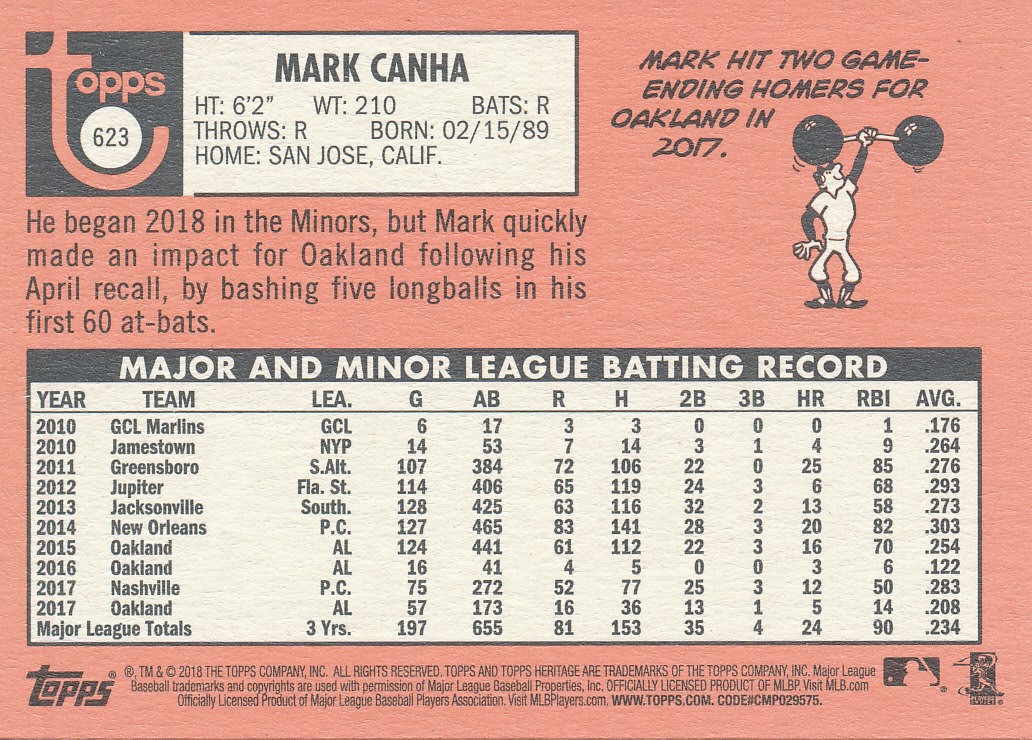 topps
623
MARK CANHA
HT: 6'2" WT: 210 BATS: R
THROWS: R BORN: 02/15/89
HOME: SAN JOSE, CALIF.
MARK HIT TWO GAME-
ENDING HOMERS FOR
OAKLAND IN
2017.
He began 2018 in the Minors, but Mark quickly
made an impact for Oakland following his
April recall, by bashing five longballs in his
first 60 at-bats.
MAJOR AND MINOR LEAGUE BATTING RECORD
YEAR TEAM LEA. G AB R H 2B 3B HR RBI AVG.
2010 GCL Marlins GCL 6 17 3 3 0 0 0 1 .176
2010 Jamestown NYP 14 53 7 14 3 1 4 9 .264
2011 Greensboro S.Alt. 107 384 72 106 22 0 25 85 .276
2012 Jupiter Fla. St. 114 406 65 119 24 3 6 68 .293
2013 Jacksonville South. 128 425 63 116 32 2 13 58 .273
2014 New Orleans P.C. 127 465 83 141 28 3 20 82 .303
2015 Oakland AL 124 441 61 112 22 3 16 70 .254
2016 Oakland AL 16 41 4 5 0 0 3 6 .122
2017 Nashville P.C. 75 272 52 77 25 3 12 50 .283
2017 Oakland AL 57 173 16 36 13 1 5 14 .208
Major League Totals 3 Yrs. 197 655 81 153 35 4 24 90 .234
topps® ®, TM & © 2018 THE TOPPS COMPANY, INC. ALL RIGHTS RESERVED. TOPPS AND TOPPS HERITAGE ARE TRADEMARKS OF THE TOPPS COMPANY, INC. Major League
Baseball trademarks and copyrights are used with permission of Major League Baseball Properties, Inc. OFFICIALLY LICENSED PRODUCT OF MLBP. Visit MLB.com
Officially Licensed Product of Major League Baseball Players Association. Visit MLBPlayers.com. WWW.TOPPS.COM. CODE#CMP029575.